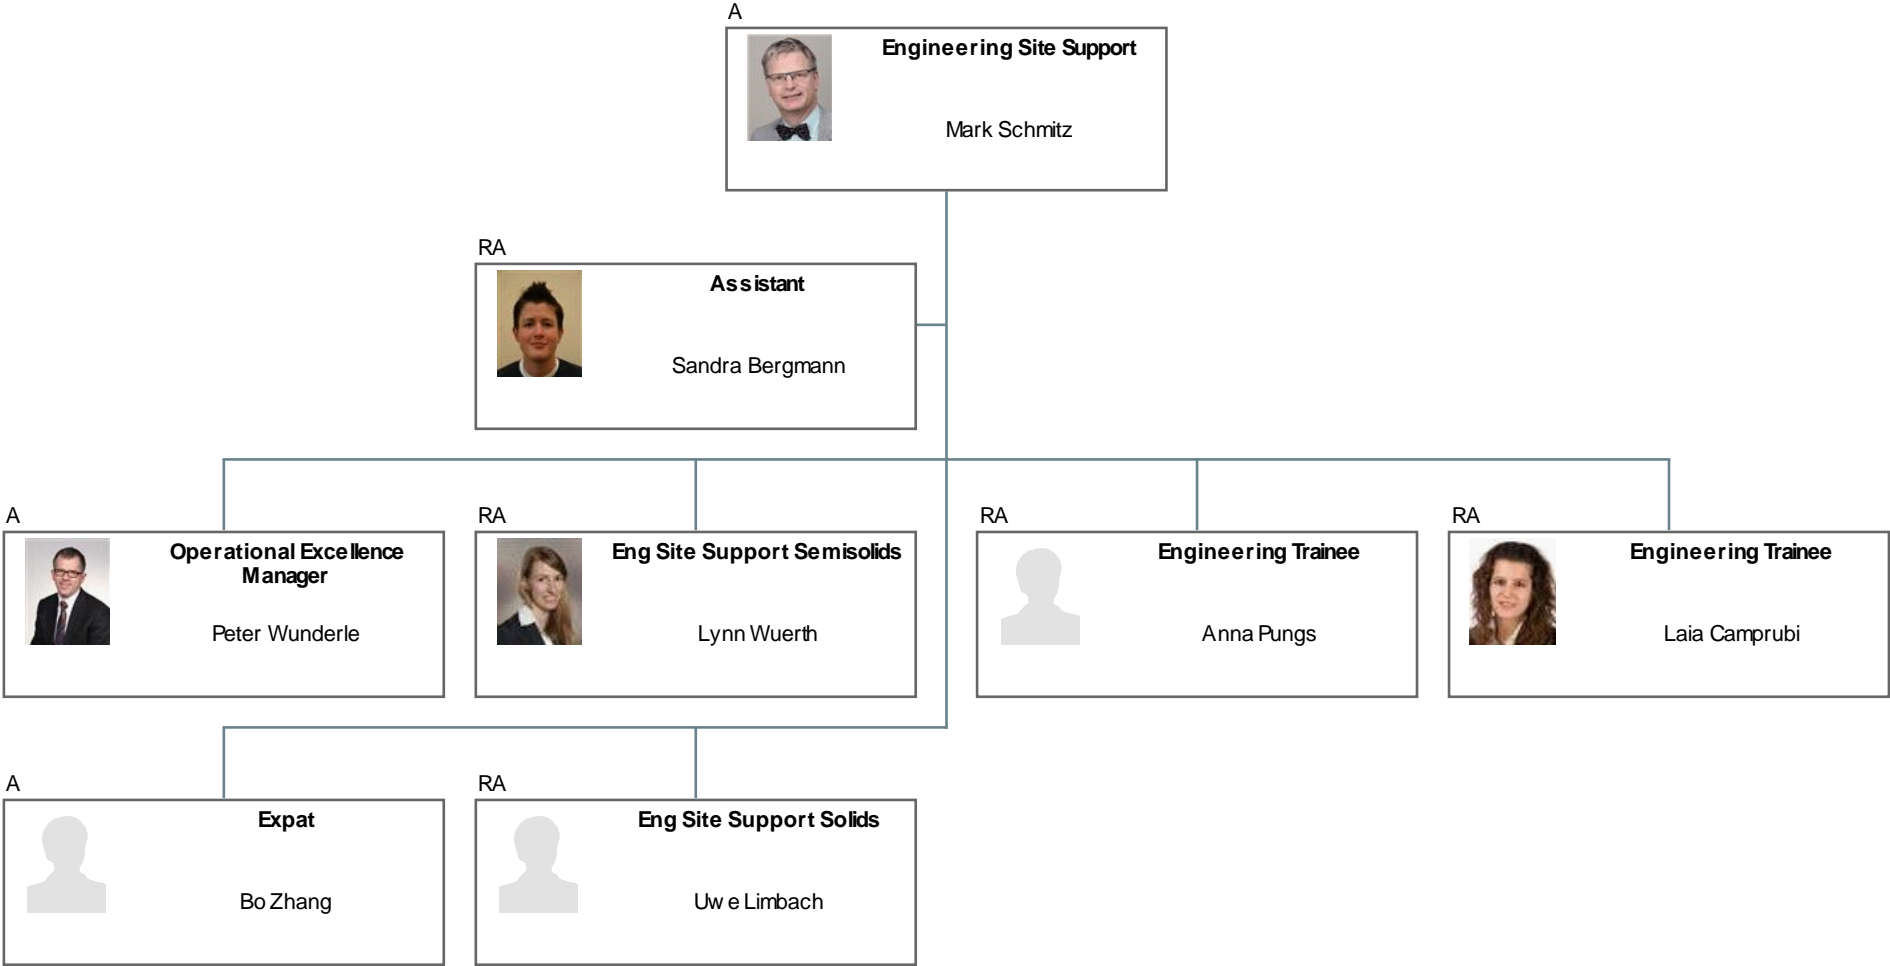 A
Engineering Site Support
Mark Schmitz
RA
Assistant
Sandra Bergmann
A
Operational Excellence
Manager
Peter Wunderle
RA
Eng Site Support Semisolids
Lynn Wuerth
RA
Engineering Trainee
Anna Pungs
RA
Engineering Trainee
Laia Camprubi
A
Expat
Bo Zhang
RA
Eng Site Support Solids
Uwe Limbach